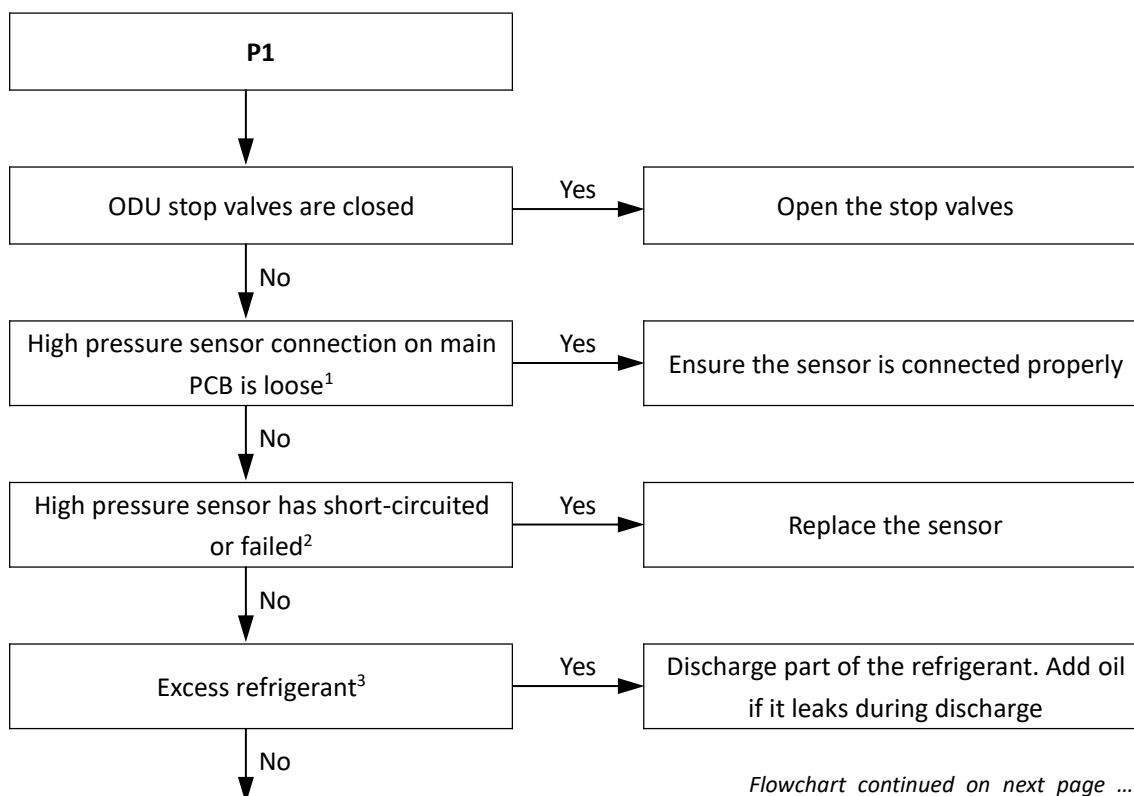 P1
ODU stop valves are closed
Yes
Open the stop valves
No
High pressure sensor connection on main
PCB is loose1
Yes
Ensure the sensor is connected properly
No
High pressure sensor has short-circuited
or failed2
Yes
Replace the sensor
No
Excess refrigerant3
Yes
Discharge part of the refrigerant. Add oil
if it leaks during discharge
No
Flowchart continued on next page ...